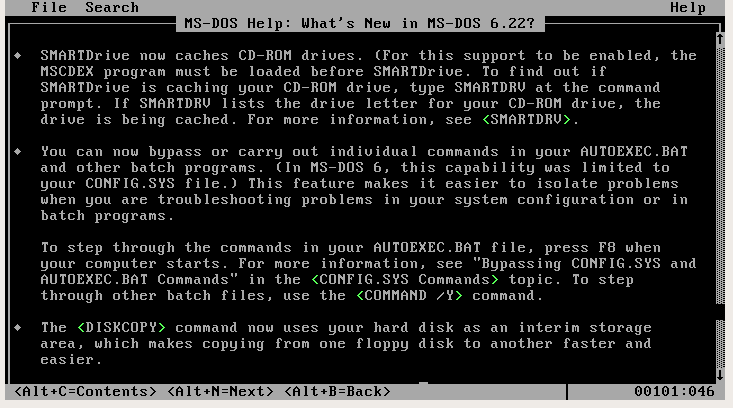 File Search Help
MS-DOS Help: What's New in MS-DOS 6.22?
♦ SMARTDrive now caches CD-ROM drives. (For this support to be enabled, the
MSCDEX program must be loaded before SMARTDrive. To find out if
SMARTDrive is caching your CD-ROM drive, type SMARTDRV at the command
prompt. If SMARTDRV lists the drive letter for your CD-ROM drive, the
drive is being cached. For more information, see <SMARTDRV>.
♦ You can now bypass or carry out individual commands in your AUTOEXEC.BAT
and other batch programs. (In MS-DOS 6, this capability was limited to
your CONFIG.SYS file.) This feature makes it easier to isolate problems
when you are troubleshooting problems in your system configuration or in
batch programs.
To step through the commands in your AUTOEXEC.BAT file, press F8 when
your computer starts. For more information, see "Bypassing CONFIG.SYS and
AUTOEXEC.BAT Commands" in the <CONFIG.SYS Commands> topic. To step
through other batch files, use the <COMMAND /Y> command.
♦ The <DISKCOPY> command now uses your hard disk as an interim storage
area, which makes copying from one floppy disk to another faster and
easier.
<Alt+C=Contents> <Alt+N=Next> <Alt+B=Back> 00101:046